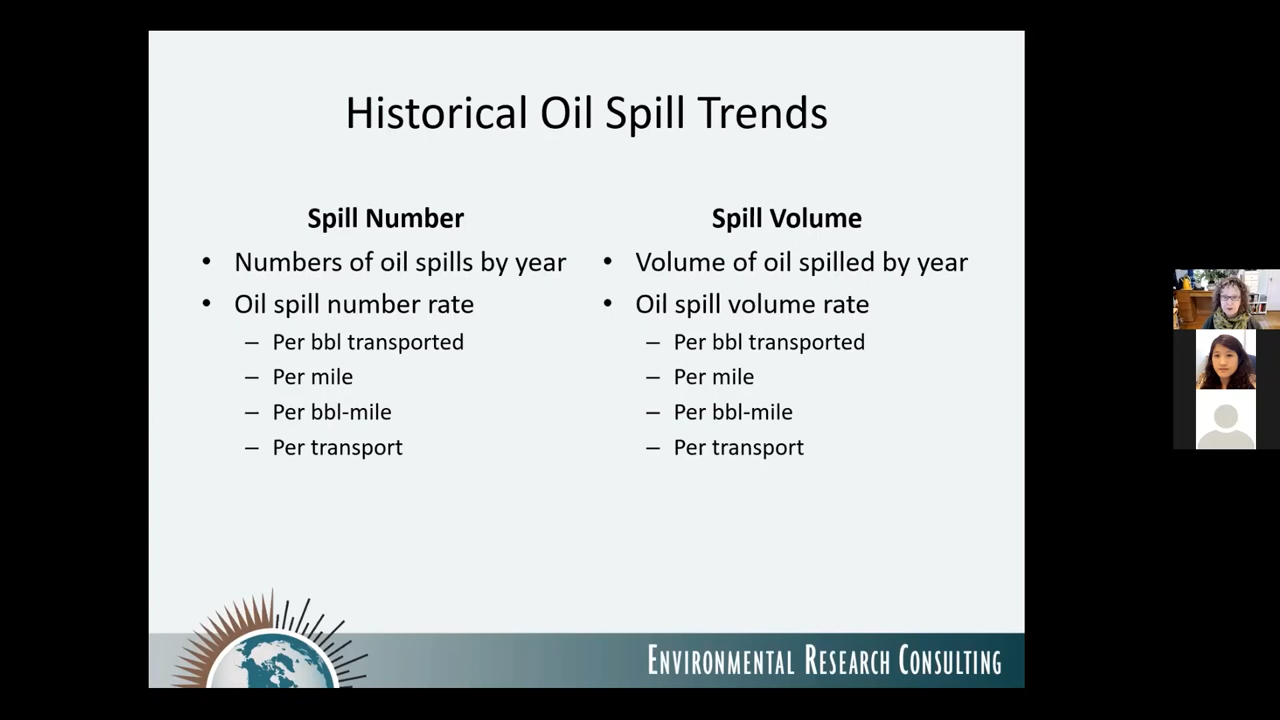 Historical Oil Spill Trends
Spill Number
• Numbers of oil spills by year
• Oil spill number rate
– Per bbl transported
– Per mile
– Per bbl-mile
– Per transport
Spill Volume
• Volume of oil spilled by year
• Oil spill volume rate
– Per bbl transported
– Per mile
– Per bbl-mile
– Per transport
ENVIRONMENTAL RESEARCH CONSULTING